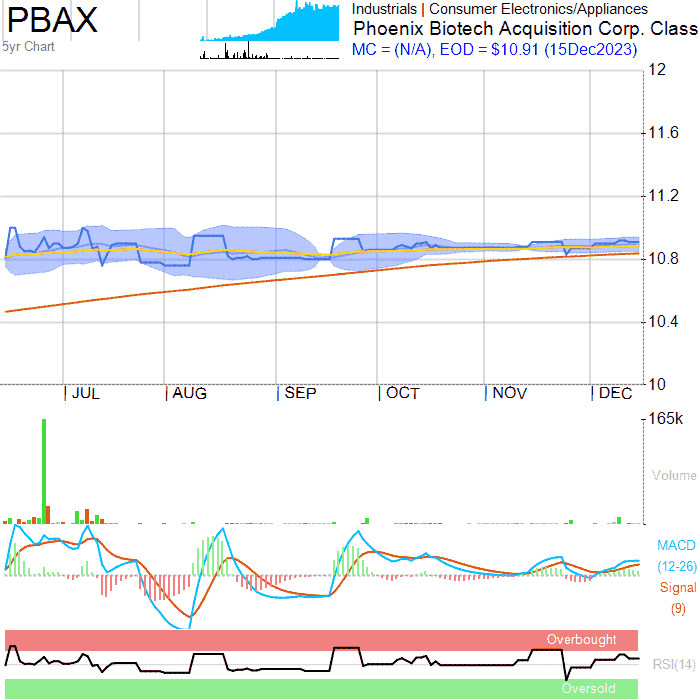 PBAX
5yr Chart
Industrials | Consumer Electronics/Appliances
Phoenix Biotech Acquisition Corp. Class
MC = (N/A), EOD = $10.91 (15Dec2023)
12
11.6
11.2
10.8
10.4
10
JUL AUG SEP OCT NOV DEC
165k
Volume
MACD
(12-26)
Signal
(9)
Overbought
RSI(14)
Oversold